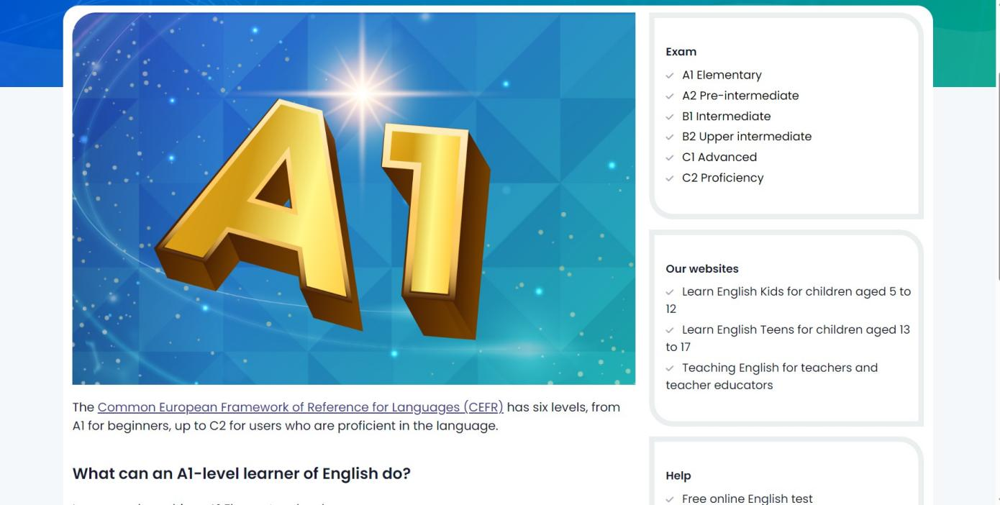 A1
The Common European Framework of Reference for Languages (CEFR) has six levels, from
A1 for beginners, up to C2 for users who are proficient in the language.
What can an A1-level learner of English do?
Exam
A1 Elementary
A2 Pre-intermediate
B1 Intermediate
B2 Upper intermediate
C1 Advanced
C2 Proficiency
Our websites
Learn English Kids for children aged 5 to
12
Learn English Teens for children aged 13
to 17
Teaching English for teachers and
teacher educators
Help
Free online English test